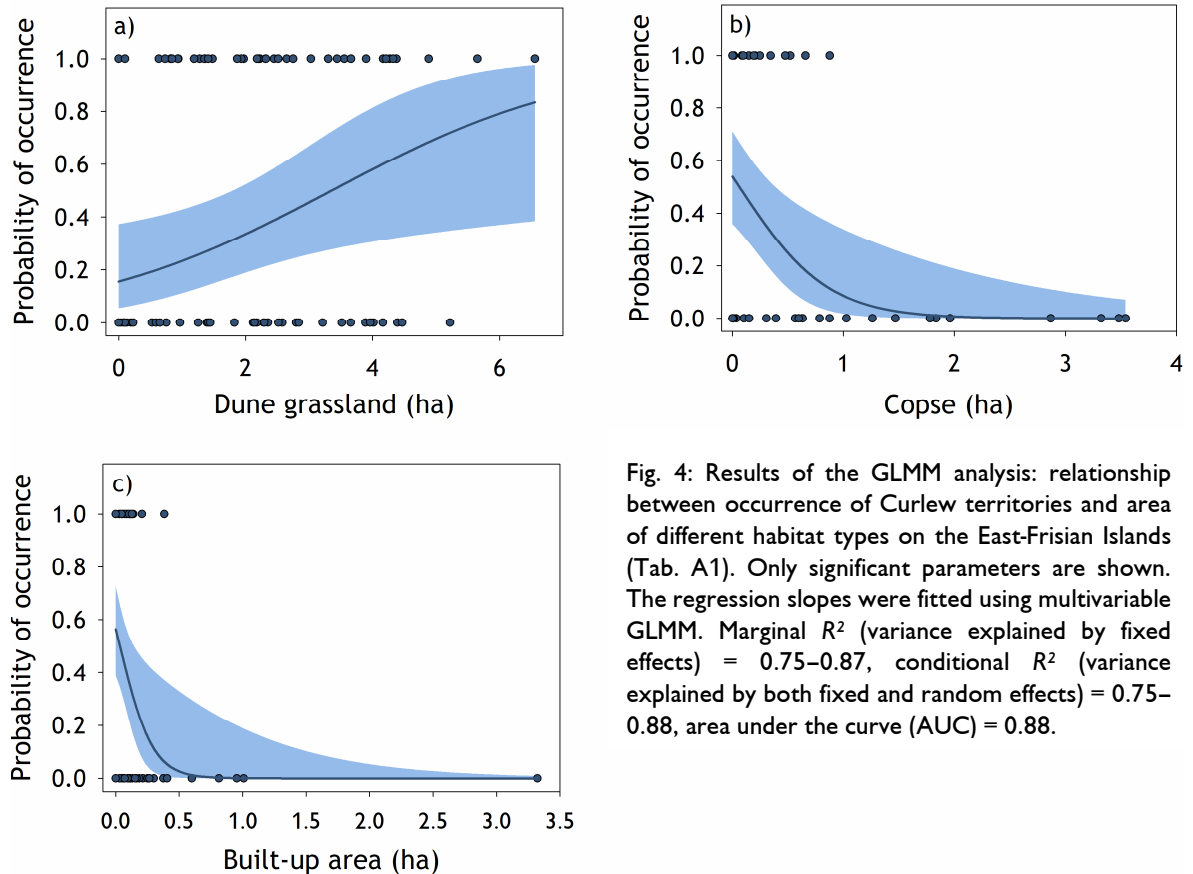 a)
Probability of occurrence
1.0
0.8
0.6
0.4
0.2
0.0
0 2 4 6
Dune grassland (ha)
b)
Probability of occurrence
1.0
0.8
0.6
0.4
0.2
0.0
0 1 2 3 4
Copse (ha)
c)
Probability of occurrence
1.0
0.8
0.6
0.4
0.2
0.0
0.0 0.5 1.0 1.5 2.0 2.5 3.0 3.5
Built-up area (ha)
Fig. 4: Results of the GLMM analysis: relationship
between occurrence of Curlew territories and area
of different habitat types on the East-Frisian Islands
(Tab. A1). Only significant parameters are shown.
The regression slopes were fitted using multivariable
GLMM. Marginal R² (variance explained by fixed
effects) = 0.75–0.87, conditional R² (variance
explained by both fixed and random effects) = 0.75–
0.88, area under the curve (AUC) = 0.88.